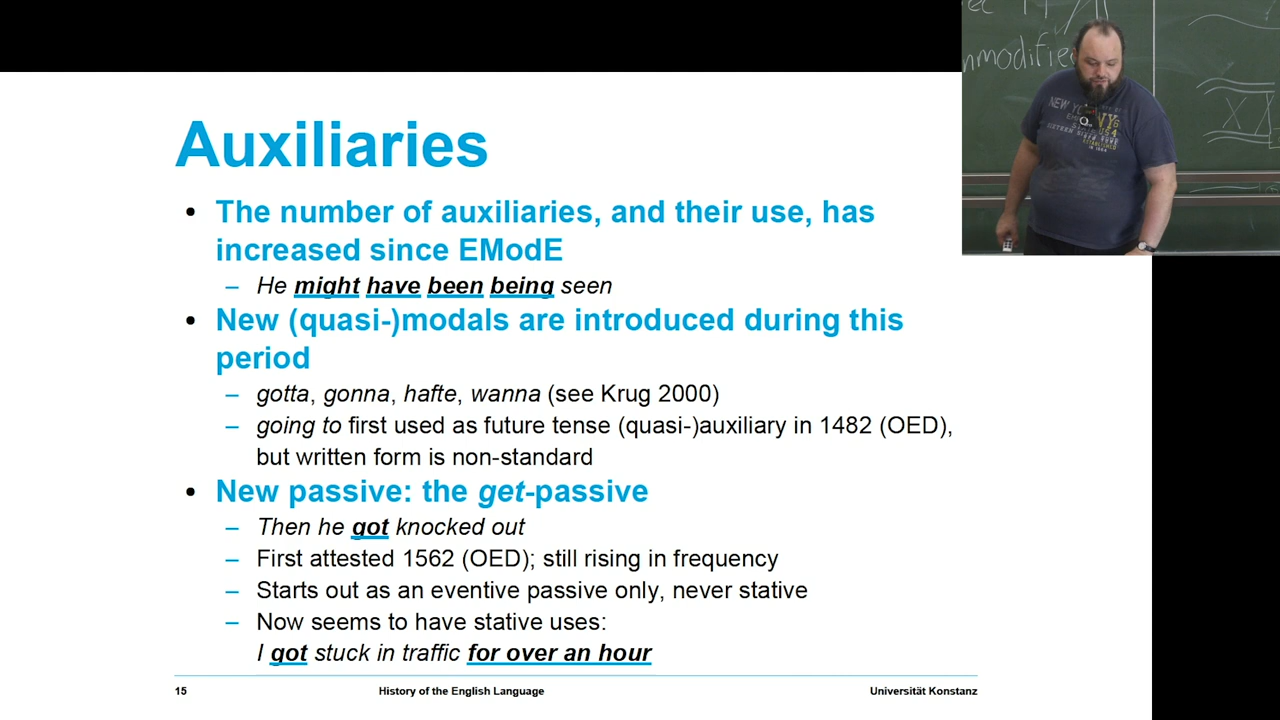 Auxiliaries
• The number of auxiliaries, and their use, has
increased since EModE
– He might have been being seen
• New (quasi-)modals are introduced during this
period
– gotta, gonna, hafte, wanna (see Krug 2000)
– going to first used as future tense (quasi-)auxiliary in 1482 (OED),
but written form is non-standard
• New passive: the get-passive
– Then he got knocked out
– First attested 1562 (OED); still rising in frequency
– Starts out as an eventive passive only, never stative
– Now seems to have stative uses:
I got stuck in traffic for over an hour
15 History of the English Language Universität Konstanz
NEW
ESTABLISHED
X X